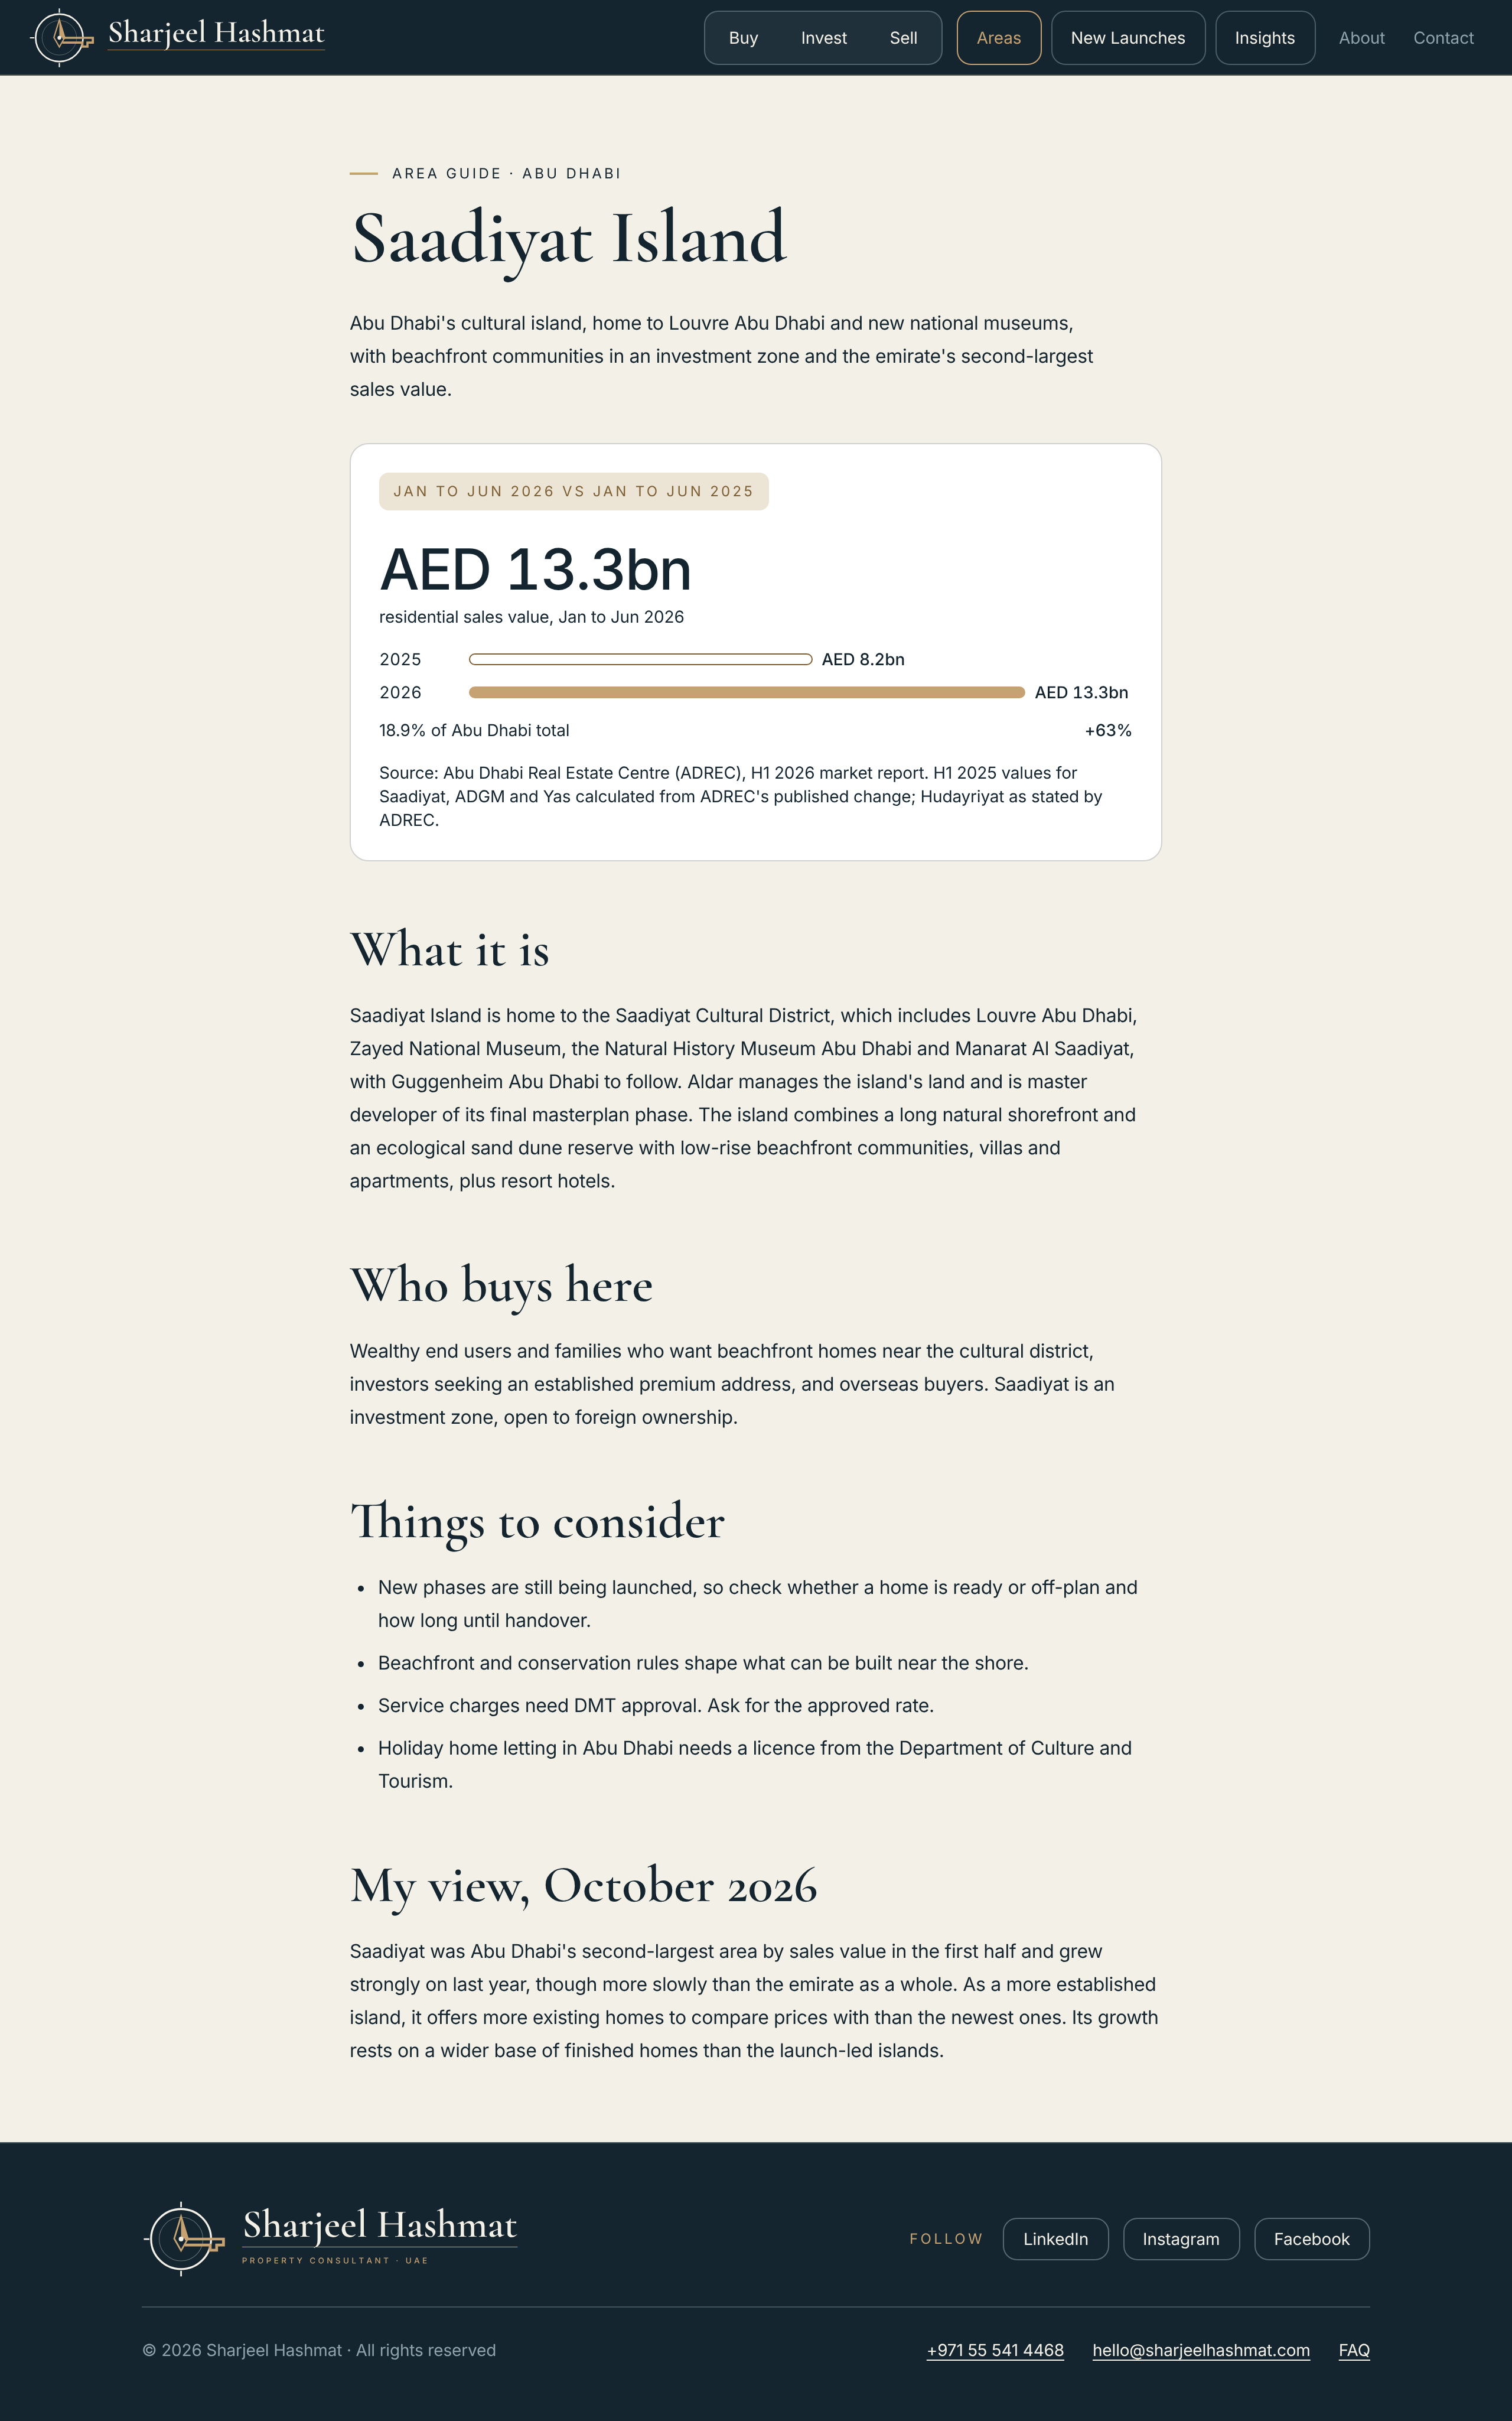 Sharjeel Hashmat
Buy
Invest
Sell
Areas
New Launches
Insights
About
Contact
AREA GUIDE · ABU DHABI
Saadiyat Island
Abu Dhabi's cultural island, home to Louvre Abu Dhabi and new national museums,
with beachfront communities in an investment zone and the emirate's second-largest
sales value.
JAN TO JUN 2026 VS JAN TO JUN 2025
AED 13.3bn
residential sales value, Jan to Jun 2026
2025 AED 8.2bn
2026 AED 13.3bn
18.9% of Abu Dhabi total +63%
Source: Abu Dhabi Real Estate Centre (ADREC), H1 2026 market report. H1 2025 values for
Saadiyat, ADGM and Yas calculated from ADREC's published change; Hudayriyat as stated by
ADREC.
What it is
Saadiyat Island is home to the Saadiyat Cultural District, which includes Louvre Abu Dhabi,
Zayed National Museum, the Natural History Museum Abu Dhabi and Manarat Al Saadiyat,
with Guggenheim Abu Dhabi to follow. Aldar manages the island's land and is master
developer of its final masterplan phase. The island combines a long natural shorefront and
an ecological sand dune reserve with low-rise beachfront communities, villas and
apartments, plus resort hotels.
Who buys here
Wealthy end users and families who want beachfront homes near the cultural district,
investors seeking an established premium address, and overseas buyers. Saadiyat is an
investment zone, open to foreign ownership.
Things to consider
• New phases are still being launched, so check whether a home is ready or off-plan and
how long until handover.
• Beachfront and conservation rules shape what can be built near the shore.
• Service charges need DMT approval. Ask for the approved rate.
• Holiday home letting in Abu Dhabi needs a licence from the Department of Culture and
Tourism.
My view, October 2026
Saadiyat was Abu Dhabi's second-largest area by sales value in the first half and grew
strongly on last year, though more slowly than the emirate as a whole. As a more established
island, it offers more existing homes to compare prices with than the newest ones. Its growth
rests on a wider base of finished homes than the launch-led islands.
Sharjeel Hashmat
PROPERTY CONSULTANT · UAE
FOLLOW
LinkedIn
Instagram
Facebook
© 2026 Sharjeel Hashmat · All rights reserved
+971 55 541 4468
hello@sharjeelhashmat.com
FAQ